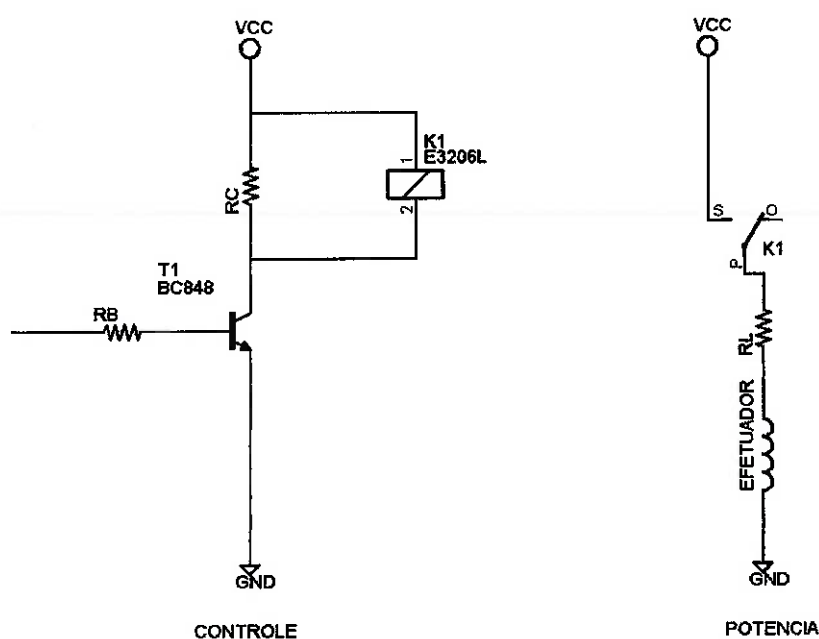 VCC
VCC
K1
E3206L
1
2
RC
S
O
K1
P
T1
BC848
RB
RL
EFETUADOR
GND
GND
CONTROLE
POTENCIA